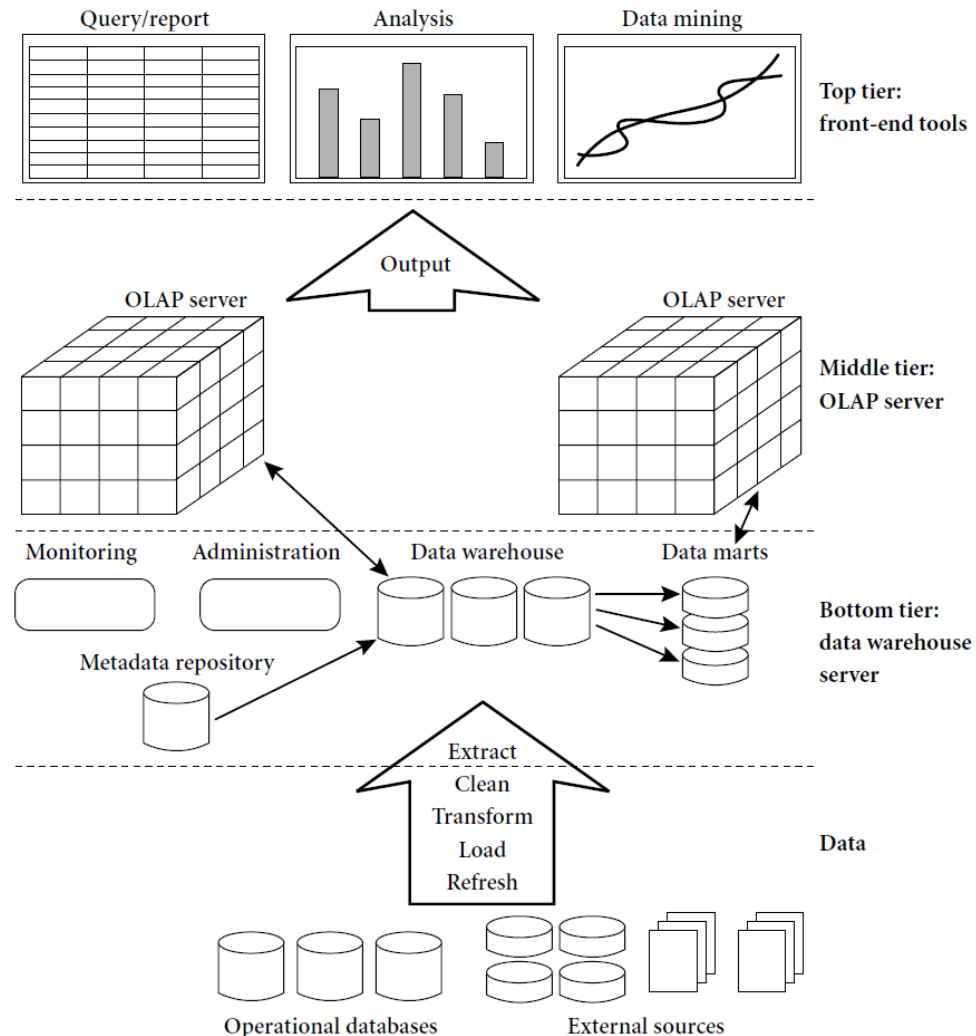 Query/report
Analysis
Data mining
Top tier:
front-end tools
Output
OLAP server
OLAP server
Middle tier:
OLAP server
Monitoring
Administration
Data warehouse
Data marts
Bottom tier:
data warehouse
server
Metadata repository
Extract
Clean
Transform
Load
Refresh
Data
Operational databases
External sources